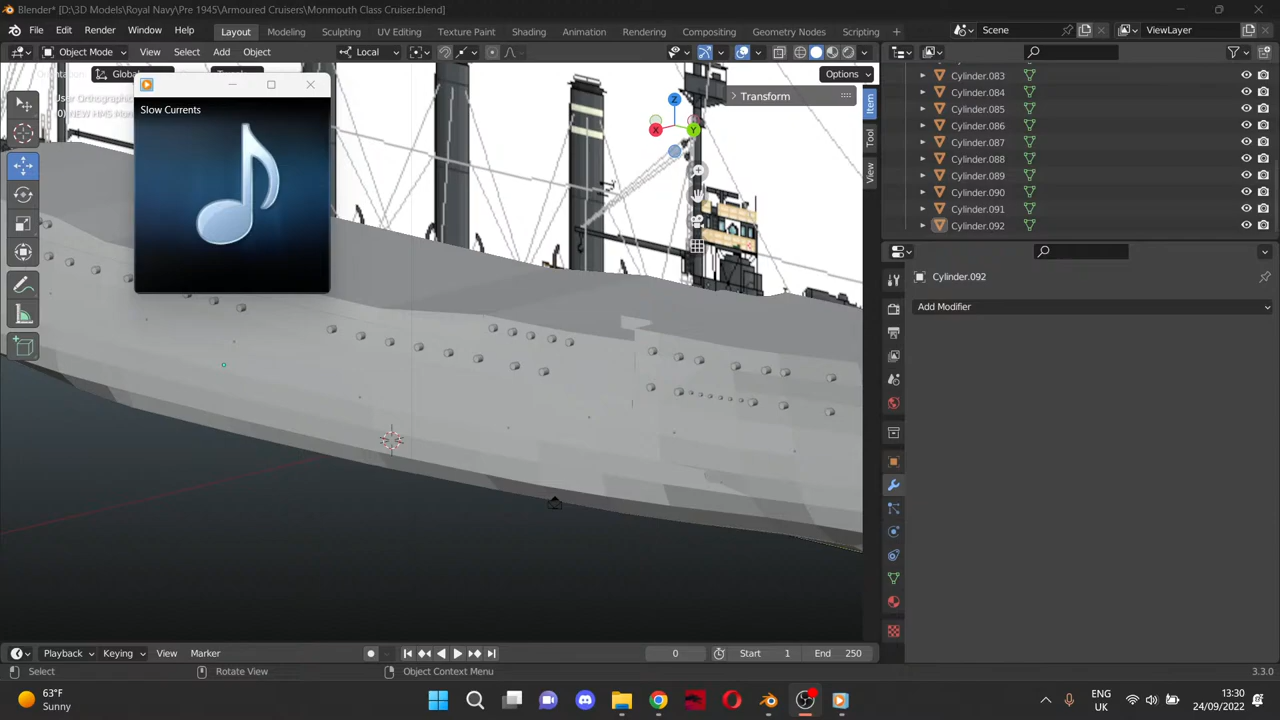 Blender* [D:\3D Models\Royal Navy\Pre 1945\Armoured Cruisers\Monmouth Class Cruiser.blend]
File Edit Render Window Help
Layout Modeling Sculpting UV Editing Texture Paint Shading Animation Rendering Compositing Geometry Nodes Scripting +
Scene
ViewLayer
Object Mode View Select Add Object
Local
Global
Options
Slow Currents
Transform
Z
X
Y
Item
Tool
View
Cylinder.083
Cylinder.084
Cylinder.085
Cylinder.086
Cylinder.087
Cylinder.088
Cylinder.089
Cylinder.090
Cylinder.091
Cylinder.092
Cylinder.092
Add Modifier
Playback Keying View Marker
0
Start 1
End 250
Select
Rotate View
Object Context Menu
3.3.0
63°F
Sunny
ENG
UK
13:30
24/09/2022